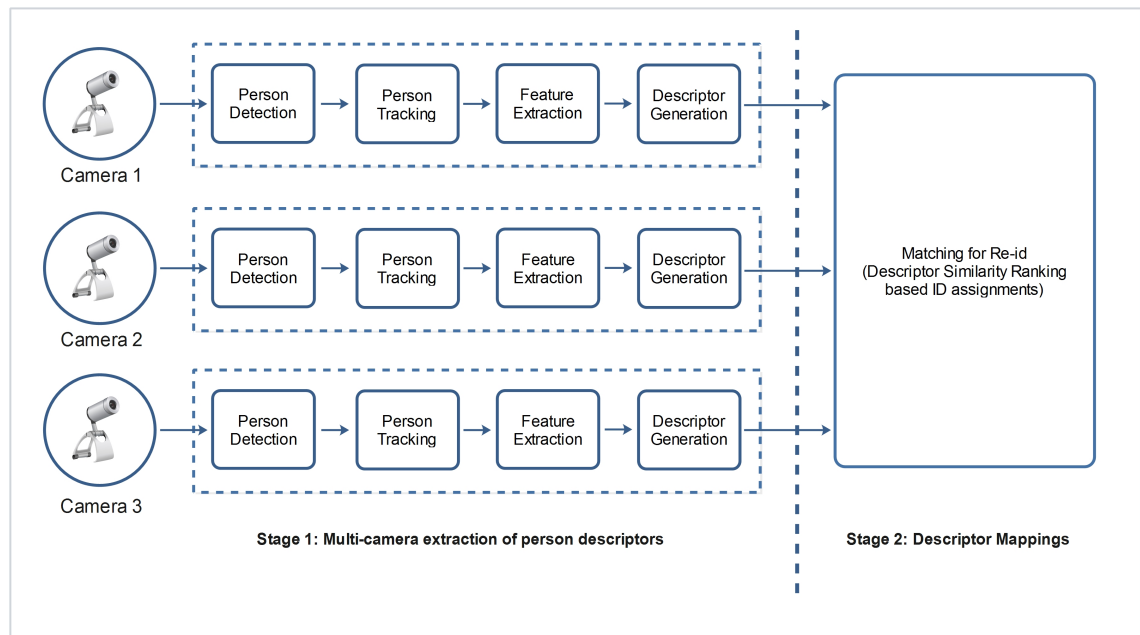 Person
Detection
Person
Tracking
Feature
Extraction
Descriptor
Generation
Camera 1
Person
Detection
Person
Tracking
Feature
Extraction
Descriptor
Generation
Camera 2
Person
Detection
Person
Tracking
Feature
Extraction
Descriptor
Generation
Camera 3
Matching for Re-id
(Descriptor Similarity Ranking
based ID assignments)
Stage 1: Multi-camera extraction of person descriptors
Stage 2: Descriptor Mappings